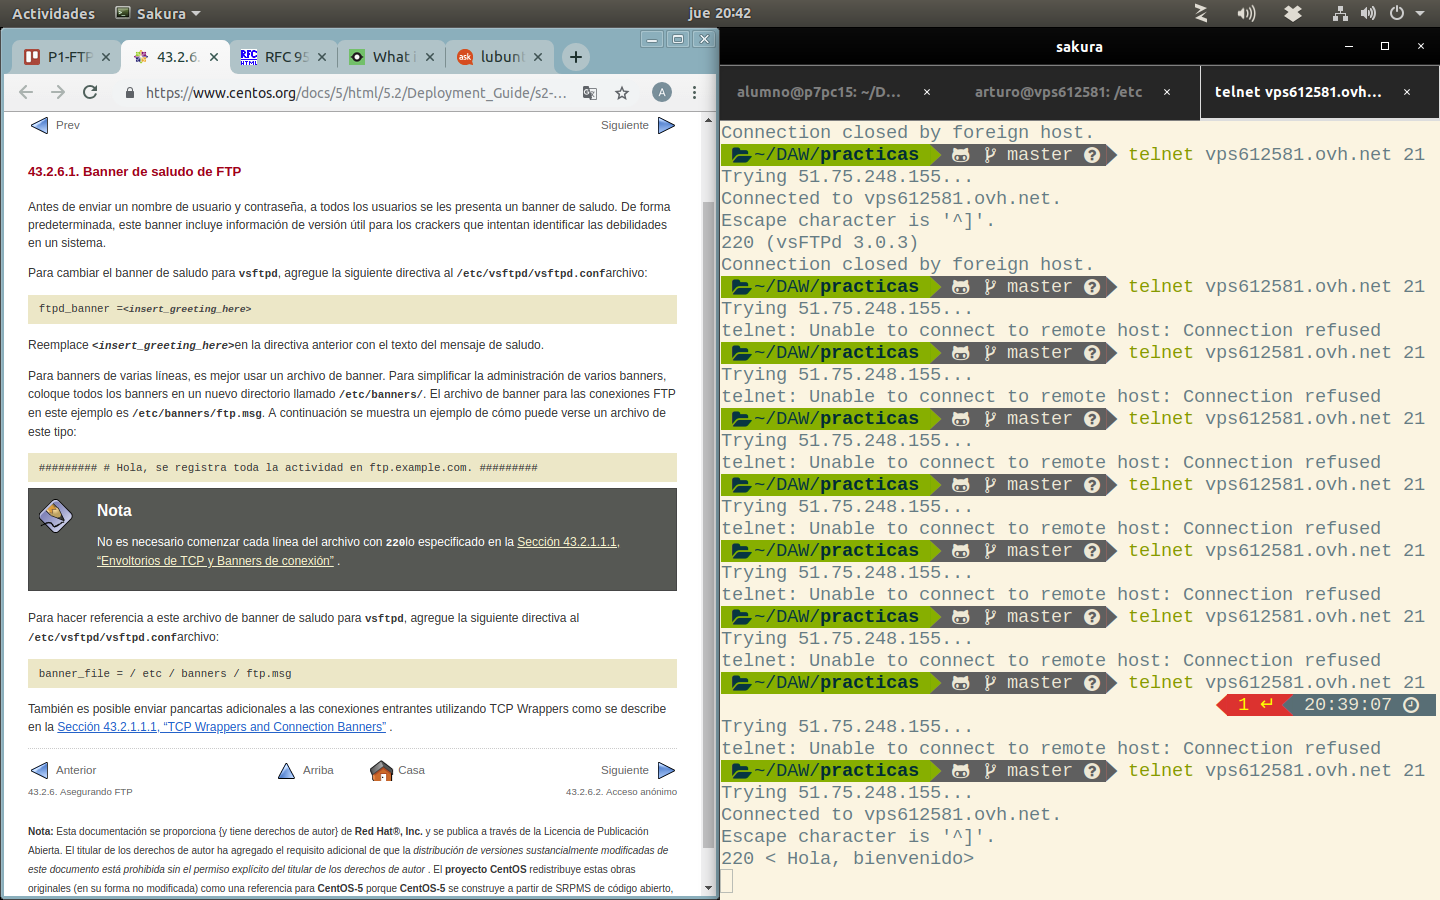 Actividades
Sakura
jue 20:42
P1-FTP
43.2.6.
RFC HTML
RFC 95
What i
ask
lubunt
https://www.centos.org/docs/5/html/5.2/Deployment_Guide/s2-...
A
Prev
Siguiente
43.2.6.1. Banner de saludo de FTP
Antes de enviar un nombre de usuario y contraseña, a todos los usuarios se les presenta un banner de saludo. De forma
predeterminada, este banner incluye información de versión útil para los crackers que intentan identificar las debilidades
en un sistema.
Para cambiar el banner de saludo para vsftpd, agregue la siguiente directiva al /etc/vsftpd/vsftpd.confarchivo:
ftpd_banner =<insert_greeting_here>
Reemplace <insert_greeting_here>en la directiva anterior con el texto del mensaje de saludo.
Para banners de varias líneas, es mejor usar un archivo de banner. Para simplificar la administración de varios banners,
coloque todos los banners en un nuevo directorio llamado /etc/banners/. El archivo de banner para las conexiones FTP
en este ejemplo es /etc/banners/ftp.msg. A continuación se muestra un ejemplo de cómo puede verse un archivo de
este tipo:
######### # Hola, se registra toda la actividad en ftp.example.com. #########
Nota
No es necesario comenzar cada línea del archivo con 220lo especificado en la Sección 43.2.1.1.1,
“Envoltorios de TCP y Banners de conexión” .
Para hacer referencia a este archivo de banner de saludo para vsftpd, agregue la siguiente directiva al
/etc/vsftpd/vsftpd.confarchivo:
banner_file = / etc / banners / ftp.msg
También es posible enviar pancartas adicionales a las conexiones entrantes utilizando TCP Wrappers como se describe
en la Sección 43.2.1.1.1, “TCP Wrappers and Connection Banners” .
Anterior
Arriba
Casa
Siguiente
43.2.6. Asegurando FTP
43.2.6.2. Acceso anónimo
Nota: Esta documentación se proporciona {y tiene derechos de autor} de Red Hat®, Inc. y se publica a través de la Licencia de Publicación
Abierta. El titular de los derechos de autor ha agregado el requisito adicional de que la distribución de versiones sustancialmente modificadas de
este documento está prohibida sin el permiso explícito del titular de los derechos de autor . El proyecto CentOS redistribuye estas obras
originales (en su forma no modificada) como una referencia para CentOS-5 porque CentOS-5 se construye a partir de SRPMS de código abierto,
sakura
alumno@p7pc15: ~/D... ×
arturo@vps612581: /etc ×
telnet vps612581.ovh... ×
Connection closed by foreign host.
~/DAW/practicas master ? telnet vps612581.ovh.net 21
Trying 51.75.248.155...
Connected to vps612581.ovh.net.
Escape character is '^]'.
220 (vsFTPd 3.0.3)
Connection closed by foreign host.
~/DAW/practicas master ? telnet vps612581.ovh.net 21
Trying 51.75.248.155...
telnet: Unable to connect to remote host: Connection refused
~/DAW/practicas master ? telnet vps612581.ovh.net 21
Trying 51.75.248.155...
telnet: Unable to connect to remote host: Connection refused
~/DAW/practicas master ? telnet vps612581.ovh.net 21
Trying 51.75.248.155...
telnet: Unable to connect to remote host: Connection refused
~/DAW/practicas master ? telnet vps612581.ovh.net 21
Trying 51.75.248.155...
telnet: Unable to connect to remote host: Connection refused
~/DAW/practicas master ? telnet vps612581.ovh.net 21
Trying 51.75.248.155...
telnet: Unable to connect to remote host: Connection refused
~/DAW/practicas master ? telnet vps612581.ovh.net 21
Trying 51.75.248.155...
telnet: Unable to connect to remote host: Connection refused
~/DAW/practicas master ? telnet vps612581.ovh.net 21
1 ↵ 20:39:07
Trying 51.75.248.155...
telnet: Unable to connect to remote host: Connection refused
~/DAW/practicas master ? telnet vps612581.ovh.net 21
Trying 51.75.248.155...
Connected to vps612581.ovh.net.
Escape character is '^]'.
220 < Hola, bienvenido>